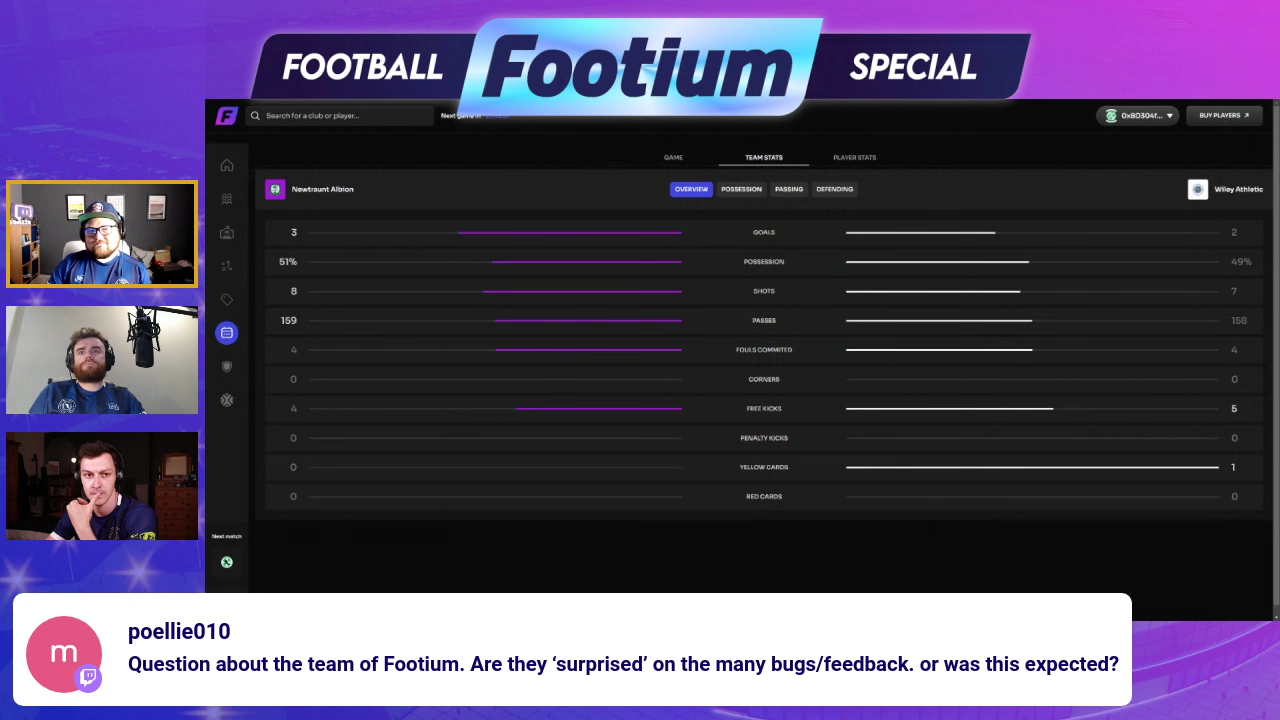 FOOTBALL Footium SPECIAL
Search for a club or player...
Next game in
0xBD304f...
BUY PLAYERS
GAME TEAM STATS PLAYER STATS
Newtraunt Albion
OVERVIEW POSSESSION PASSING DEFENDING
Wiley Athletic
3 GOALS 2
51% POSSESSION 49%
8 SHOTS 7
159 PASSES 158
4 FOULS COMMITED 4
0 CORNERS 0
4 FREE KICKS 5
0 PENALTY KICKS 0
0 YELLOW CARDS 1
0 RED CARDS 0
Next match
m
poellie010
Question about the team of Footium. Are they ‘surprised’ on the many bugs/feedback. or was this expected?